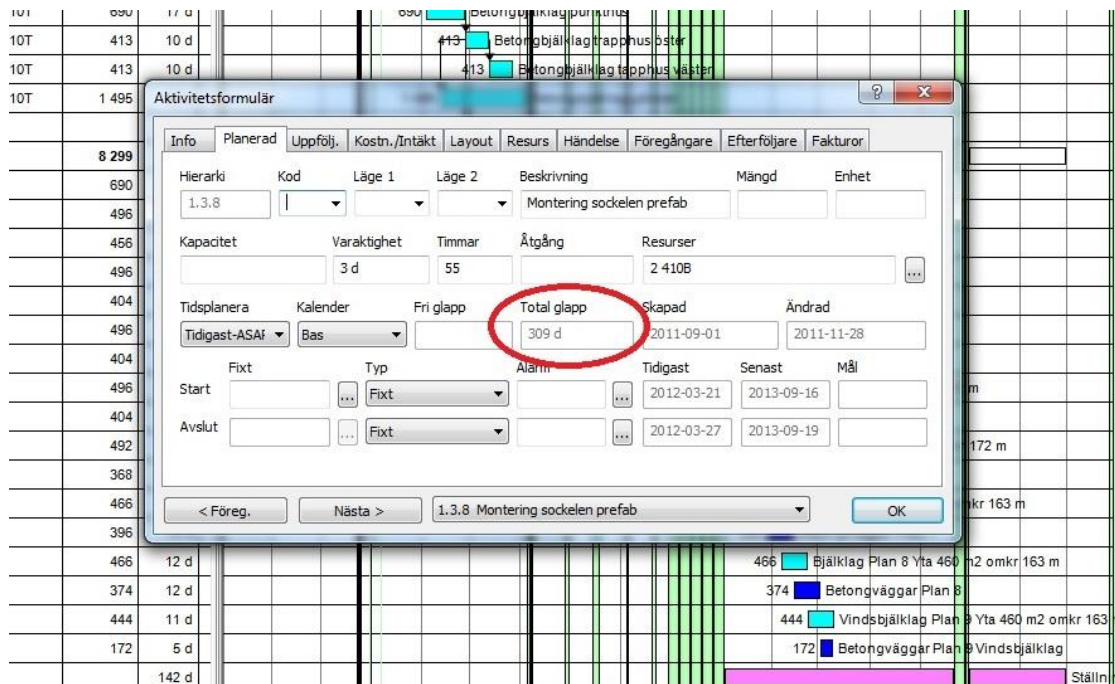 10T 690 17 d 690 Betongbjälklag punkthus
10T 413 10 d 413 Betongbjälklag trapphus öster
10T 413 10 d 413 Betongbjälklag tapphus väster
10T 1 495
Aktivitetsformulär
Info Planerad Uppfölj. Kostn./Intäkt Layout Resurs Händelse Föregångare Efterföljare Fakturor
8 299
Hierarki Kod Läge 1 Läge 2 Beskrivning Mängd Enhet
690
1.3.8 Montering sockelen prefab
496
456 Kapacitet Varaktighet Timmar Åtgång Resurser
496 3 d 55 2 410B ...
404 Tidsplanera Kalender Fri glapp Total glapp Skapad Ändrad
496 Tidigast-ASAP Bas 309 d 2011-09-01 2011-11-28
404 Fixt Typ Alarm Tidigast Senast Mål
496 Start ... Fixt ... 2012-03-21 2013-09-16 m
404
492 Avslut ... Fixt ... 2012-03-27 2013-09-19 172 m
368
466 < Föreg. Nästa > 1.3.8 Montering sockelen prefab OK kr 163 m
396
466 12 d 466 Bjälklag Plan 8 Yta 460 m2 omkr 163 m
374 12 d 374 Betongväggar Plan 8
444 11 d 444 Vindsbjälklag Plan 9 Yta 460 m2 omkr 163
172 5 d 172 Betongväggar Plan 9 Vindsbjälklag
142 d Ställn